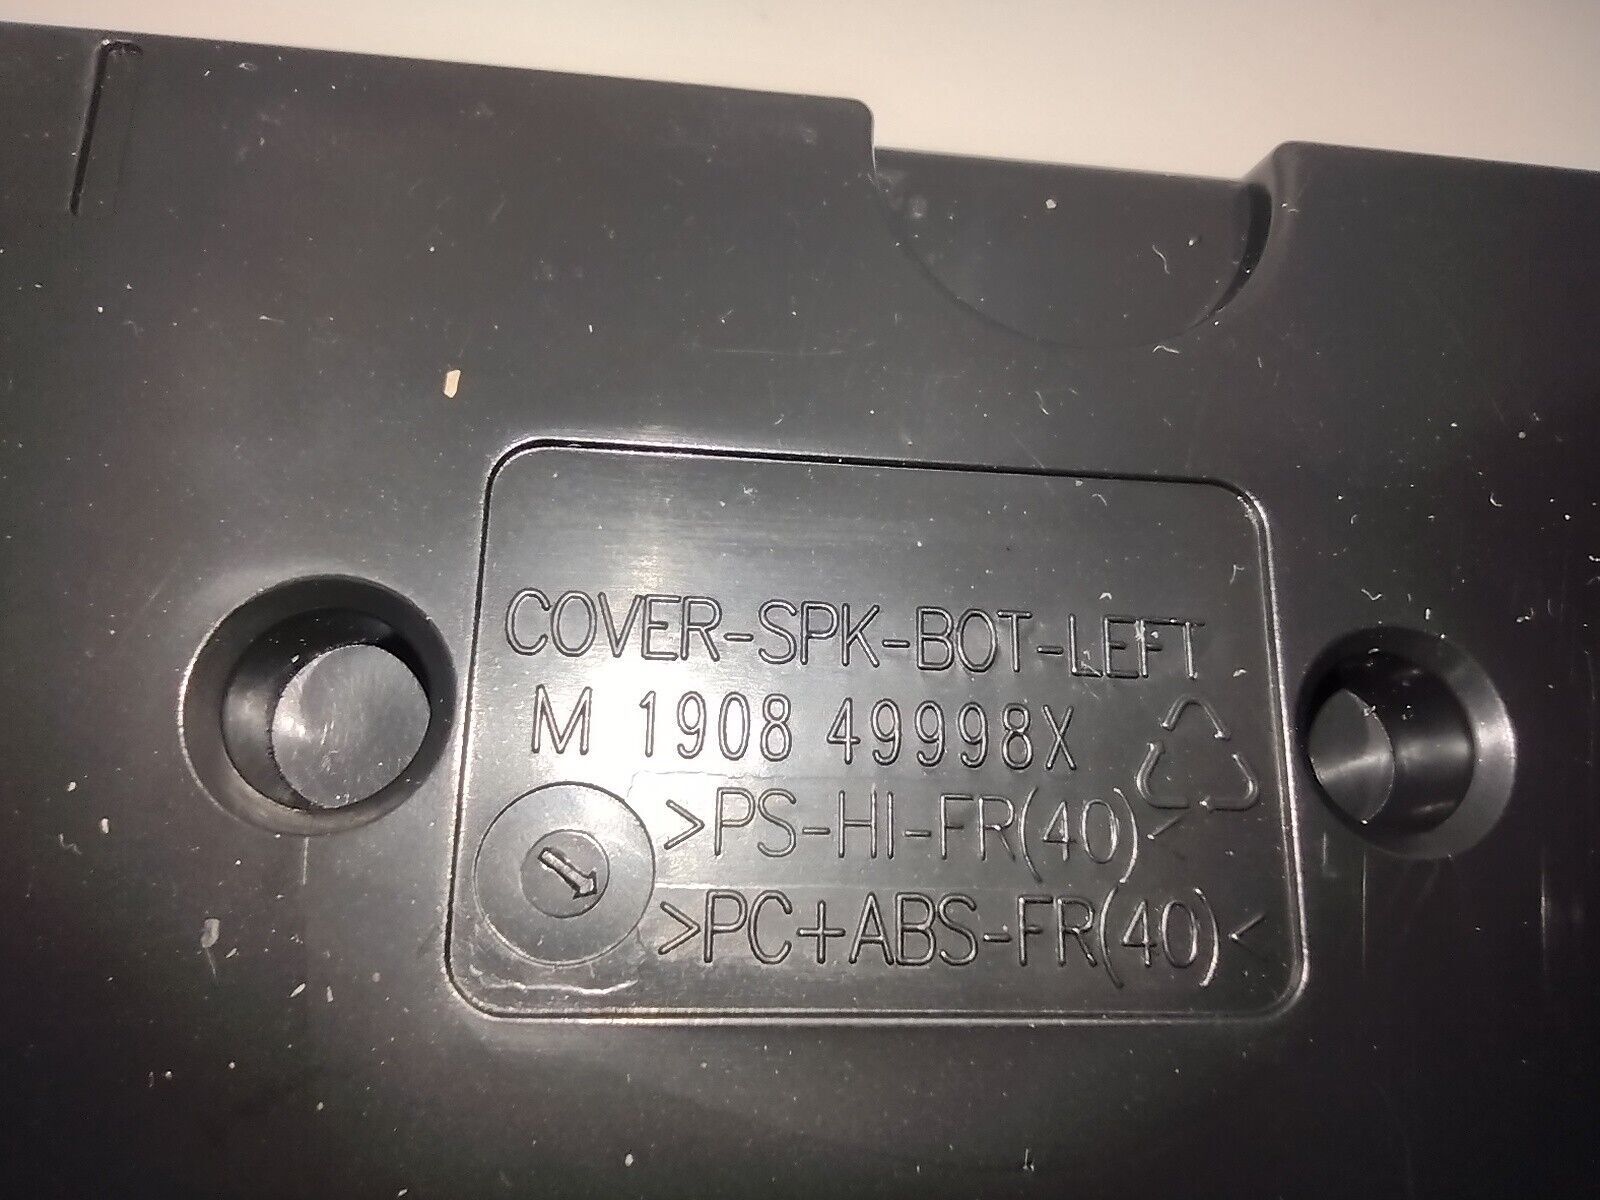 COVER-SPK-BOT-LEFT
M 1908 49998X
>PS-HI-FR(40)<
>PC+ABS-FR(40)<